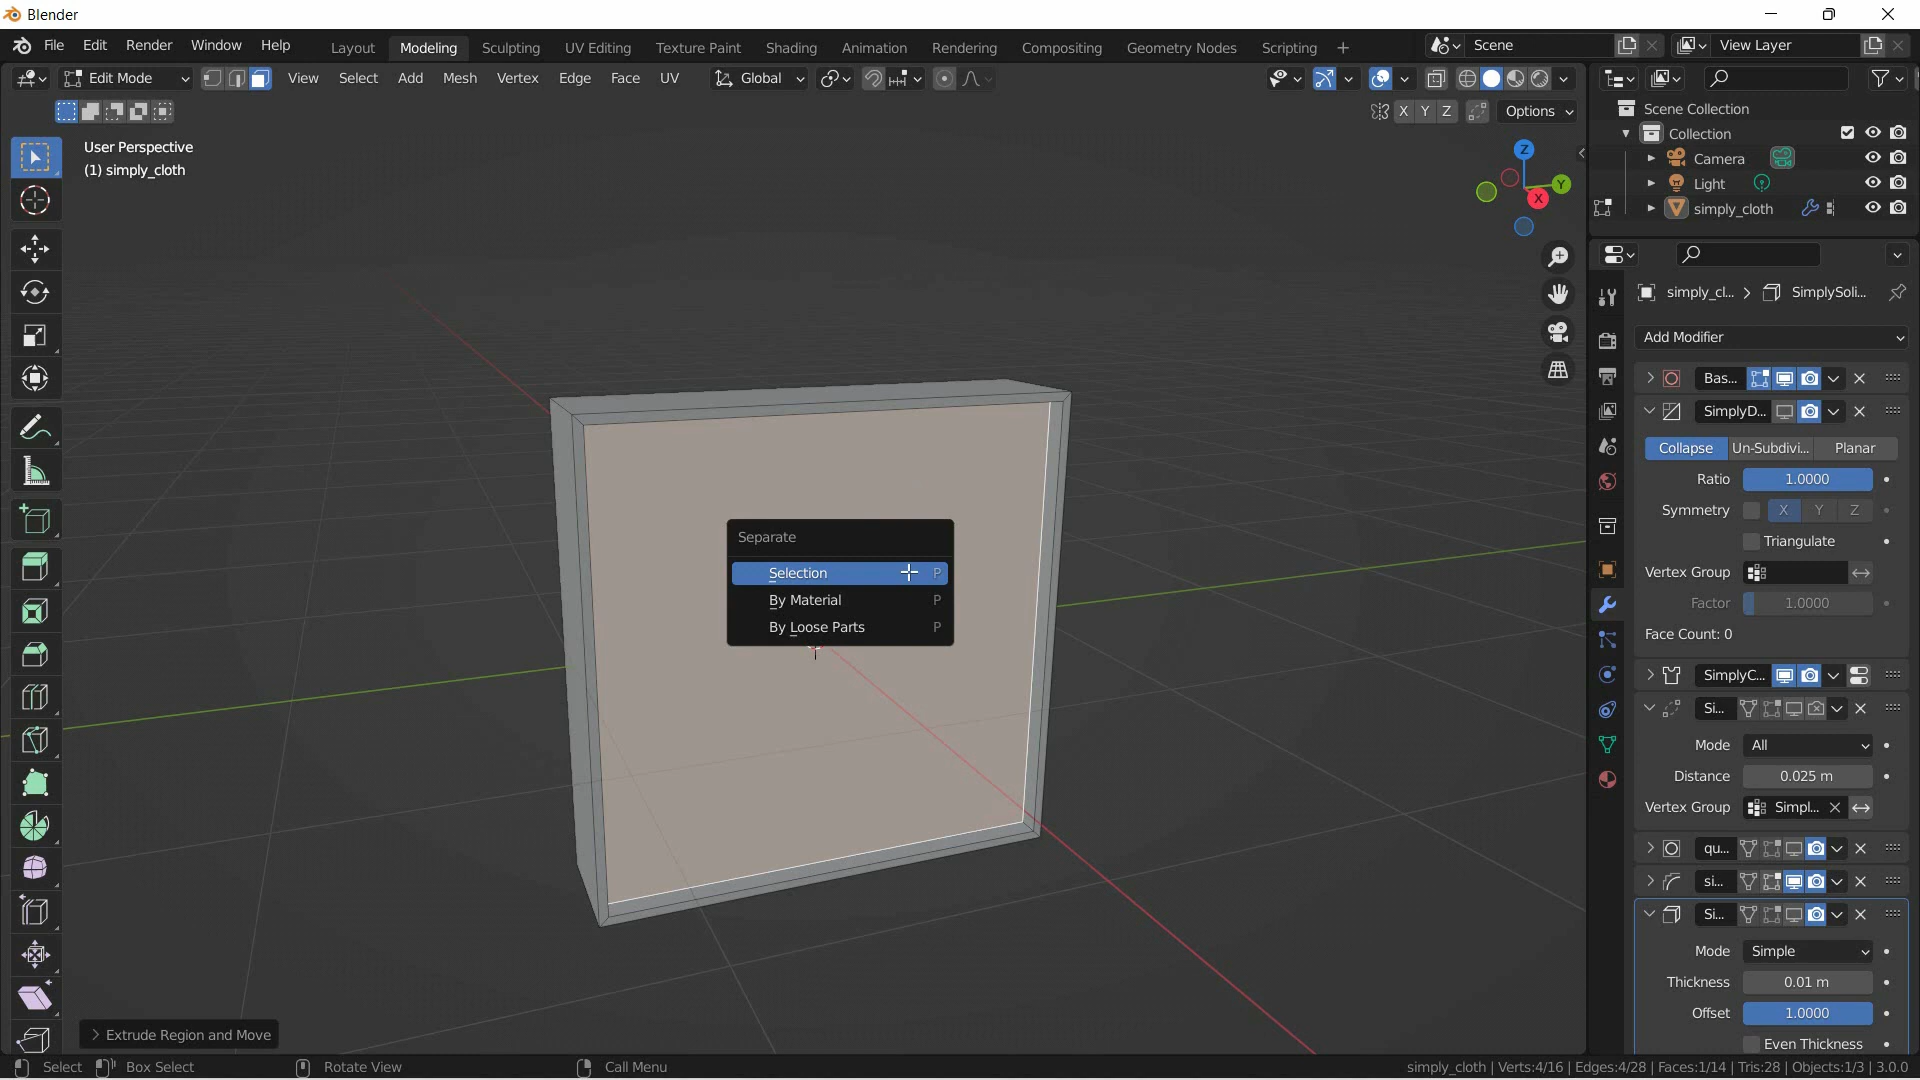 Blender
File Edit Render Window Help
Layout Modeling Sculpting UV Editing Texture Paint Shading Animation Rendering Compositing Geometry Nodes Scripting +
Scene
View Layer
Edit Mode
View Select Add Mesh Vertex Edge Face UV
Global
X Y Z
Options
User Perspective
(1) simply_cloth
Z
Y
X
Scene Collection
Collection
Camera
Light
simply_cloth
simply_cl... > SimplySoli...
Add Modifier
Bas...
SimplyD...
Collapse Un-Subdivi... Planar
Ratio 1.0000
Symmetry X Y Z
Triangulate
Vertex Group
Factor 1.0000
Face Count: 0
SimplyC...
Si...
Mode All
Distance 0.025 m
Vertex Group Simpl...
qu...
si...
Si...
Mode Simple
Thickness 0.01 m
Offset 1.0000
Even Thickness
Separate
Selection P
By Material P
By Loose Parts P
> Extrude Region and Move
Select Box Select Rotate View Call Menu
simply_cloth | Verts:4/16 | Edges:4/28 | Faces:1/14 | Tris:28 | Objects:1/3 | 3.0.0